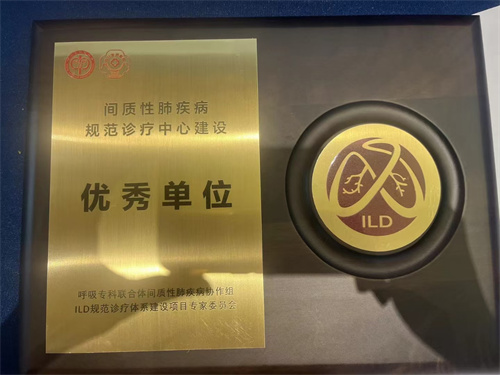 间质性肺疾病
规范诊疗中心建设
优秀单位
呼吸专科联合体间质性肺疾病协作组
ILD规范诊疗体系建设项目专家委员会
ILD